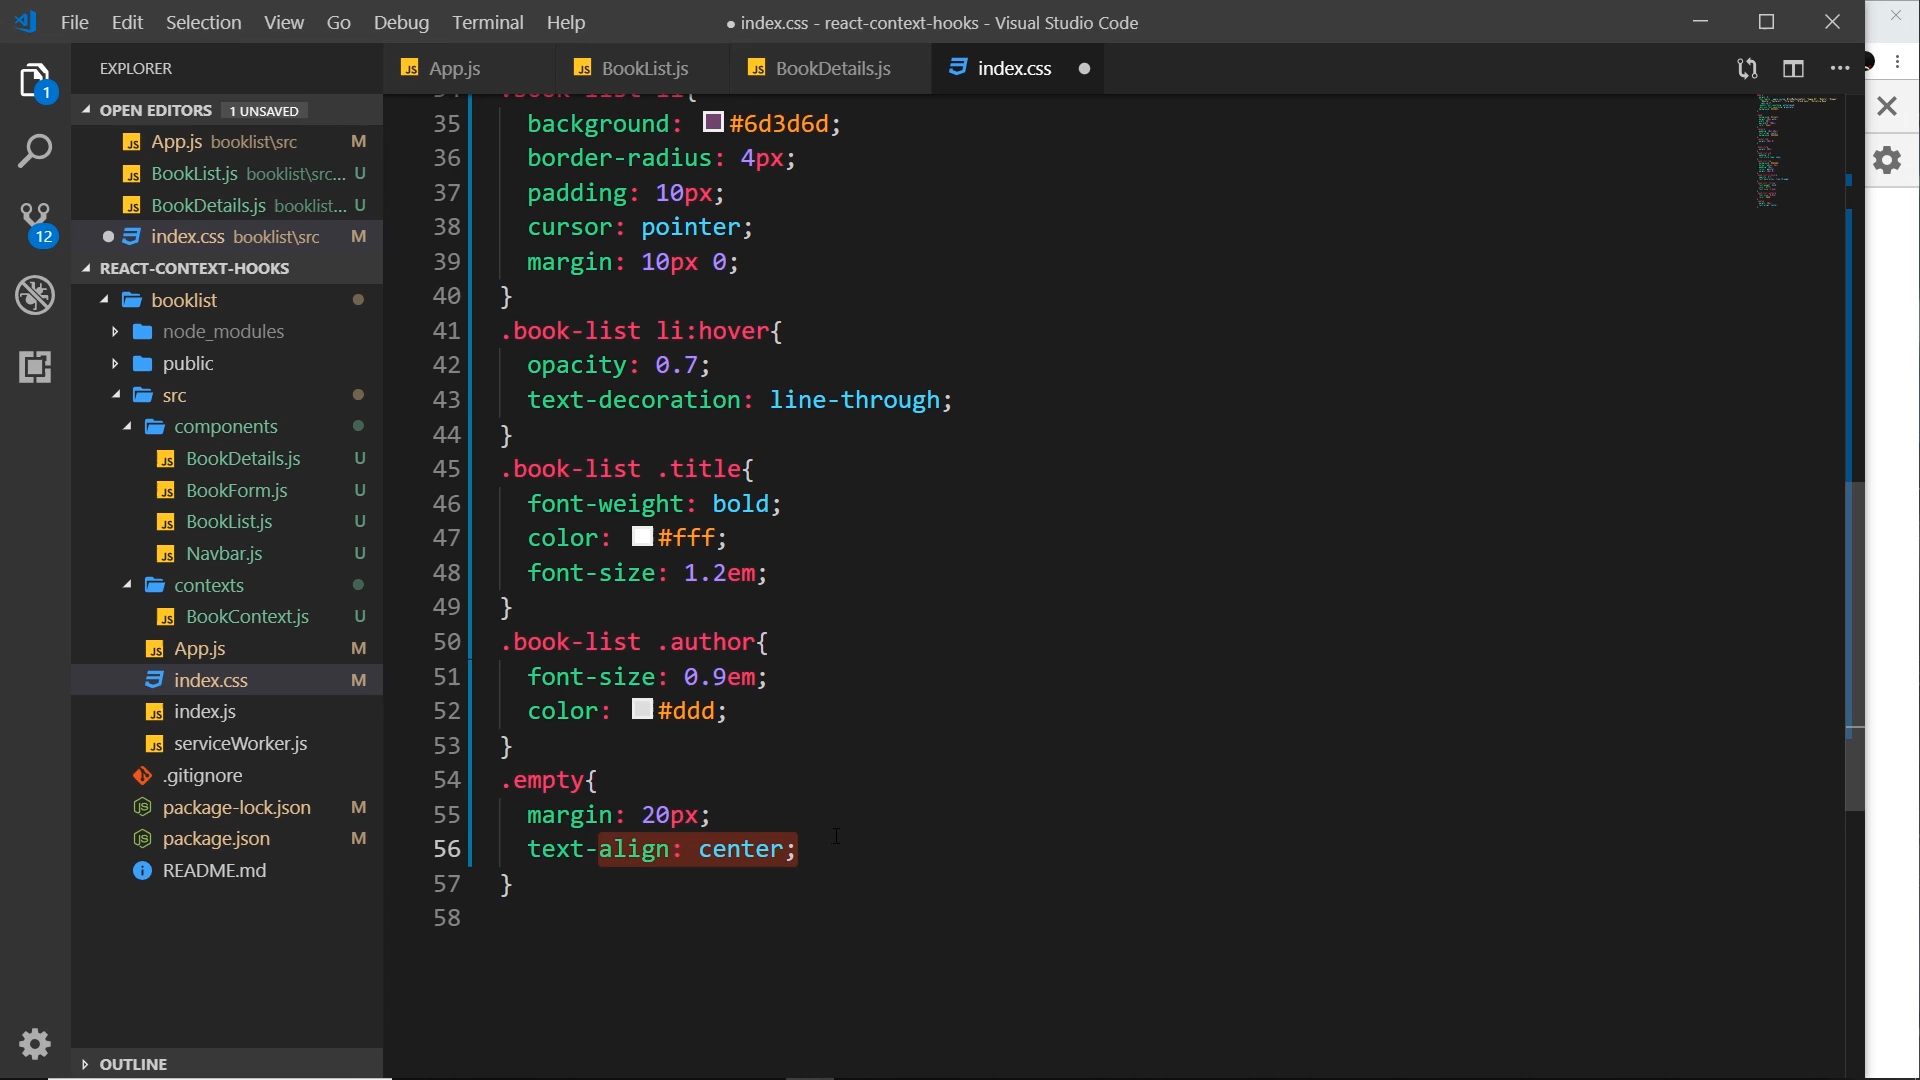 File Edit Selection View Go Debug Terminal Help
● index.css - react-context-hooks - Visual Studio Code
EXPLORER
App.js
BookList.js
BookDetails.js
index.css
OPEN EDITORS 1 UNSAVED
App.js booklist\src M
BookList.js booklist\src... U
BookDetails.js booklist... U
index.css booklist\src M
REACT-CONTEXT-HOOKS
booklist
node_modules
public
src
components
BookDetails.js U
BookForm.js U
BookList.js U
Navbar.js U
contexts
BookContext.js U
App.js M
index.css M
index.js
serviceWorker.js
.gitignore
package-lock.json M
package.json M
README.md
OUTLINE
1
12
34 .book-list li{
35 background: #6d3d6d;
36 border-radius: 4px;
37 padding: 10px;
38 cursor: pointer;
39 margin: 10px 0;
40 }
41 .book-list li:hover{
42 opacity: 0.7;
43 text-decoration: line-through;
44 }
45 .book-list .title{
46 font-weight: bold;
47 color: #fff;
48 font-size: 1.2em;
49 }
50 .book-list .author{
51 font-size: 0.9em;
52 color: #ddd;
53 }
54 .empty{
55 margin: 20px;
56 text-align: center;
57 }
58